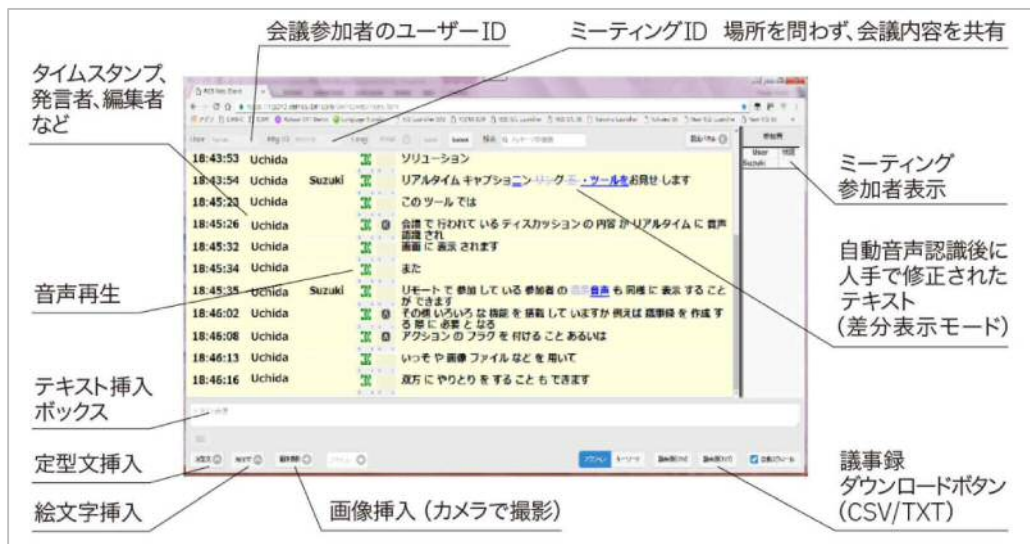 会議参加者のユーザーID
ミーティングID 場所を問わず、会議内容を共有
タイムスタンプ、
発言者、編集者
など
18:43:53 Uchida ソリューション
18:43:54 Uchida Suzuki リアルタイム キャプショニン グ ・ツールをお見せ します
18:45:23 Uchida この ツール では
18:45:26 Uchida 会議 で 行われて いる ディスカッション の 内容 が リアルタイム に 音声
認識 され
18:45:32 Uchida 画面 に 表示 されます
18:45:34 Uchida また
18:45:35 Uchida Suzuki リモート で 参加 して いる 参加者 の 表示音声 も 同様 に 表示 する こと
が できます
18:46:02 Uchida その他 いろいろ な 機能 を 搭載 して いますが 例えば 議事録 を 作成 す
る 際 に 必要 と なる
18:46:08 Uchida アクション の フラグ を 付ける こと あるいは
18:46:13 Uchida いっそ や 画像 ファイル など を 用いて
18:46:16 Uchida 双方 に やりとり を する こと も できます
User
Suzuki
ミーティング
参加者表示
自動音声認識後に
人手で修正された
テキスト
(差分表示モード)
音声再生
テキスト挿入
ボックス
定型文挿入
絵文字挿入
画像挿入(カメラで撮影)
議事録
ダウンロードボタン
(CSV/TXT)